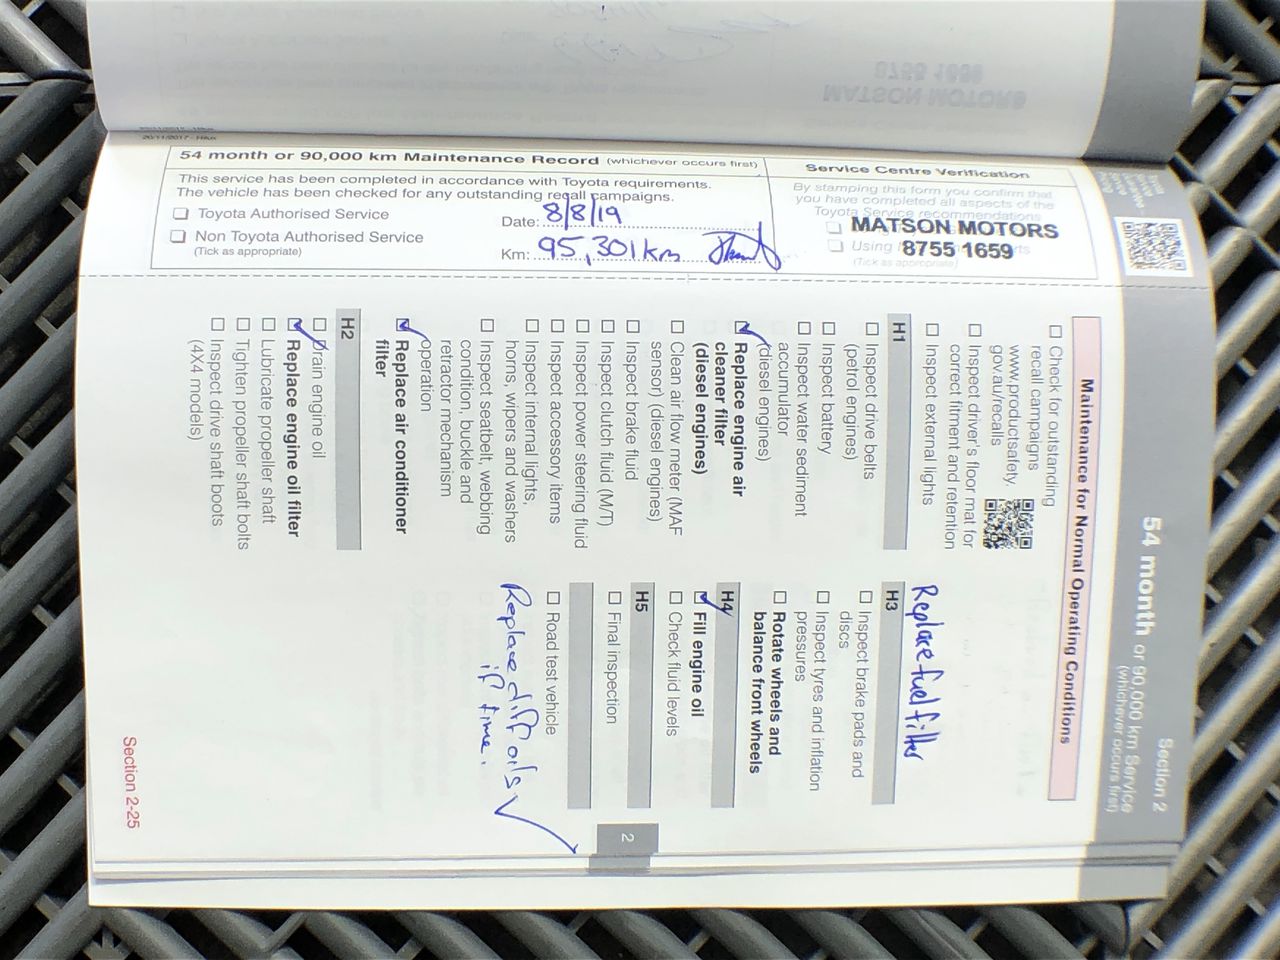 54 month or 90,000 km Maintenance Record (whichever occurs first)
This service has been completed in accordance with Toyota requirements.
The vehicle has been checked for any outstanding recall campaigns.
Toyota Authorised Service
Non Toyota Authorised Service
(Tick as appropriate)
Date: 8/8/19
Km: 95,301km
Service Centre Verification
By stamping this form you confirm that
you have completed all aspects of the
Toyota Service recommendations
MATSON MOTORS
Using
8755 1659
(Tick as appropriate)
Section 2
54 month or 90,000 km Service
(whichever occurs first)
Maintenance for Normal Operating Conditions
Check for outstanding
recall campaigns
www.productsafety.
gov.au/recalls
Inspect driver's floor mat for
correct fitment and retention
Inspect external lights
H1
Inspect drive belts
(petrol engines)
Inspect battery
Inspect water sediment
accumulator
(diesel engines)
Replace engine air
cleaner filter
(diesel engines)
Clean air flow meter (MAF
sensor) (diesel engines)
Inspect brake fluid
Inspect clutch fluid (M/T)
Inspect power steering fluid
Inspect accessory items
Inspect internal lights,
horns, wipers and washers
Inspect seatbelt, webbing
condition, buckle and
retractor mechanism
operation
Replace air conditioner
filter
H2
Drain engine oil
Replace engine oil filter
Lubricate propeller shaft
Tighten propeller shaft bolts
Inspect drive shaft boots
(4X4 models)
Replace fuel filter
H3
Inspect brake pads and
discs
Inspect tyres and inflation
pressures
Rotate wheels and
balance front wheels
H4
Fill engine oil
Check fluid levels
H5
Final inspection
Road test vehicle
Replace diff oils
if time.
2
Section 2-25